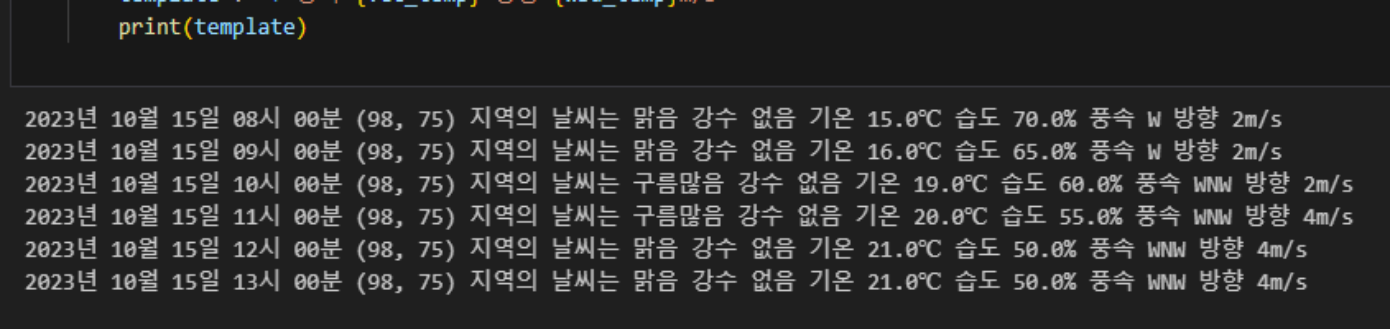 print(template)
2023년 10월 15일 08시 00분 (98, 75) 지역의 날씨는 맑음 강수 없음 기온 15.0℃ 습도 70.0% 풍속 W 방향 2m/s
2023년 10월 15일 09시 00분 (98, 75) 지역의 날씨는 맑음 강수 없음 기온 16.0℃ 습도 65.0% 풍속 W 방향 2m/s
2023년 10월 15일 10시 00분 (98, 75) 지역의 날씨는 구름많음 강수 없음 기온 19.0℃ 습도 60.0% 풍속 WNW 방향 2m/s
2023년 10월 15일 11시 00분 (98, 75) 지역의 날씨는 구름많음 강수 없음 기온 20.0℃ 습도 55.0% 풍속 WNW 방향 4m/s
2023년 10월 15일 12시 00분 (98, 75) 지역의 날씨는 맑음 강수 없음 기온 21.0℃ 습도 50.0% 풍속 WNW 방향 4m/s
2023년 10월 15일 13시 00분 (98, 75) 지역의 날씨는 맑음 강수 없음 기온 21.0℃ 습도 50.0% 풍속 WNW 방향 4m/s